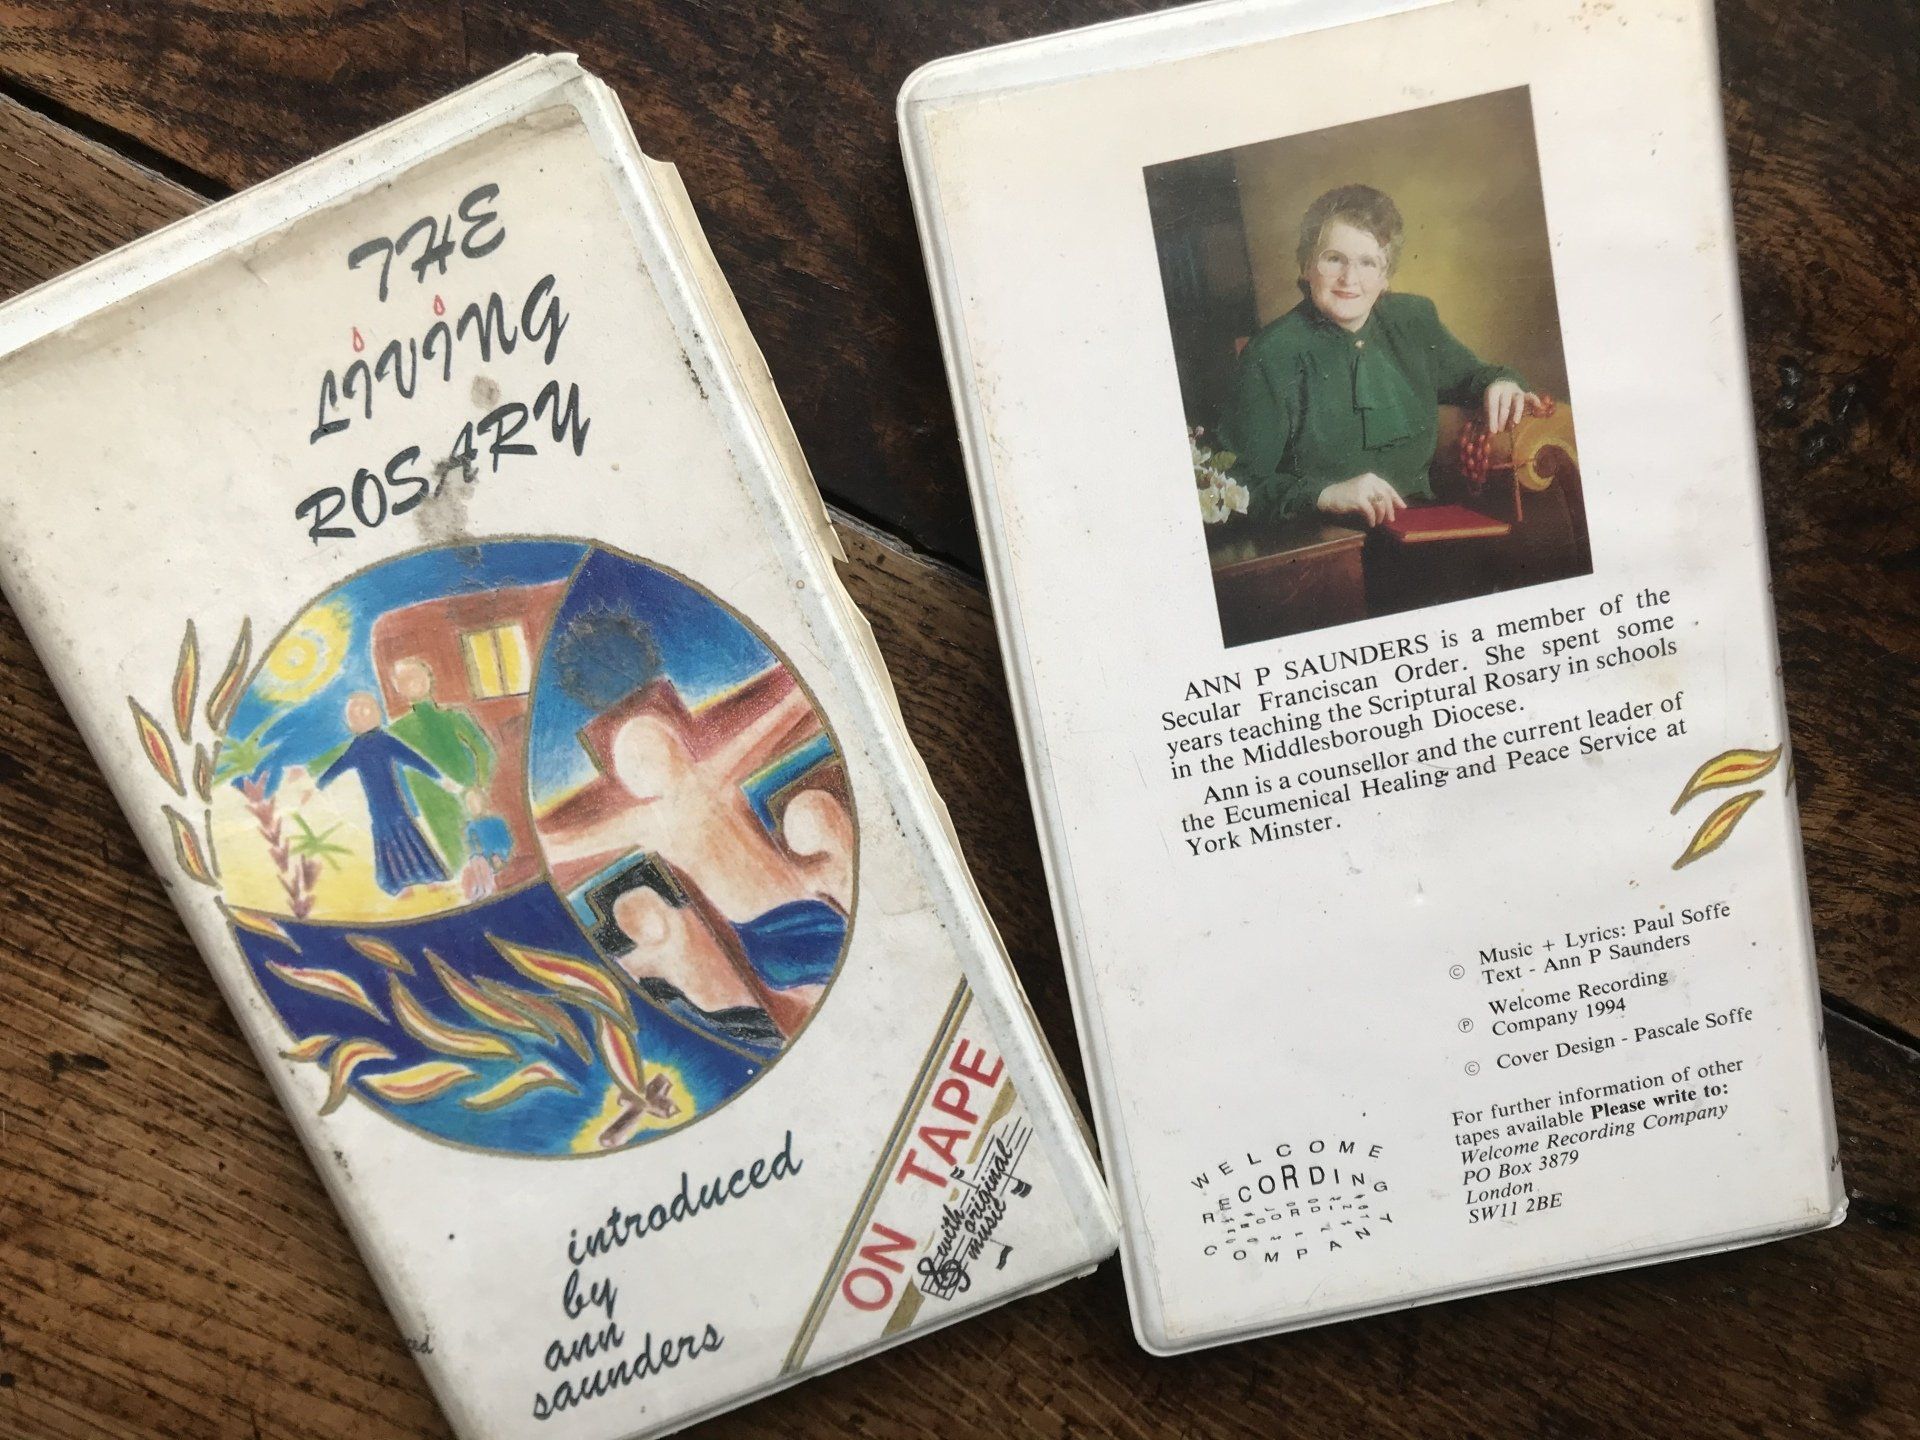 THE
LIVING
ROSARY
introduced
by
ann
saunders
ON TAPE
with
original
music
ANN P SAUNDERS is a member of the
Secular Franciscan Order. She spent some
years teaching the Scriptural Rosary in schools
in the Middlesborough Diocese.
Ann is a counsellor and the current leader of
the Ecumenical Healing and Peace Service at
York Minster.
© Music + Lyrics: Paul Soffe
Text - Ann P Saunders
℗ Welcome Recording
Company 1994
© Cover Design - Pascale Soffe
For further information of other
tapes available Please write to:
Welcome Recording Company
PO Box 3879
London
SW11 2BE
WELCOME
RECORDING
RECORDING
COMPANY